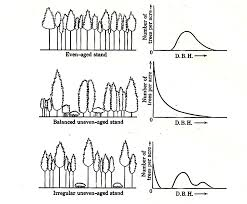 Number of
trees per acre
Even-aged stand
D.B.H.
Number of
trees per acre
Balanced uneven-aged stand
D.B.H.
Number of
trees per acre
Irregular uneven-aged stand
D.B.H.